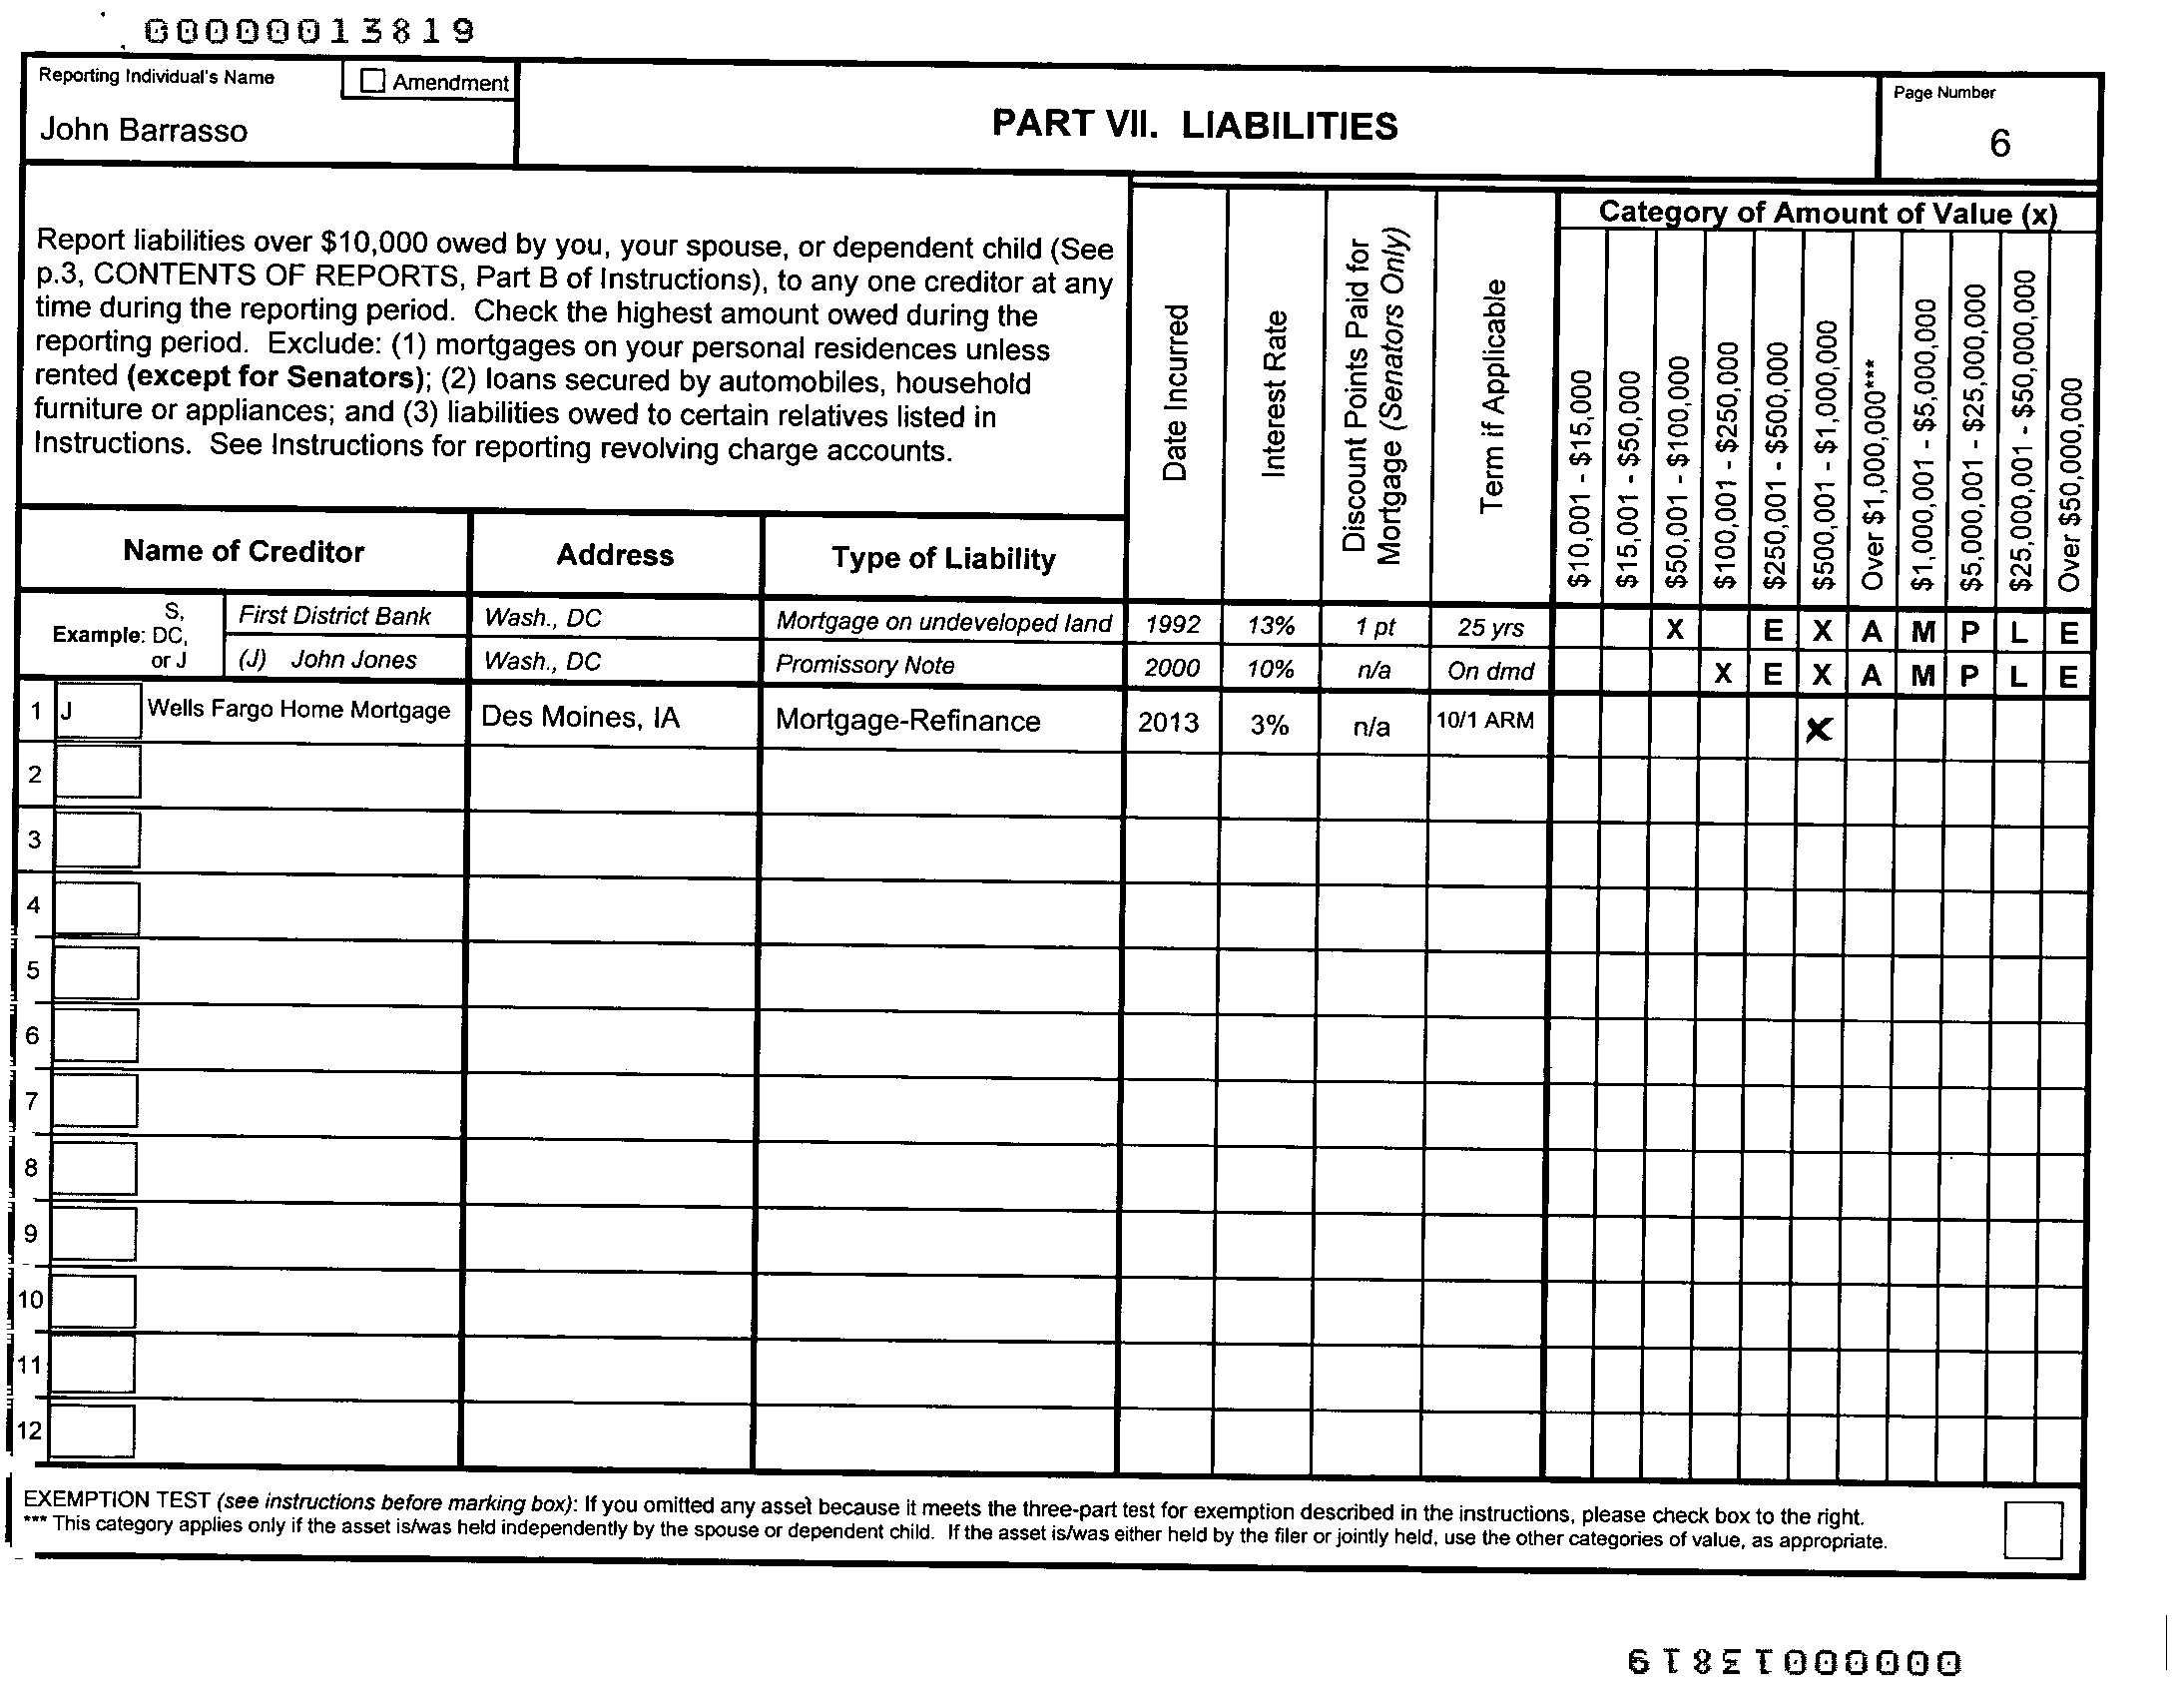 00000013819
Reporting Individual's Name
Amendment
John Barrasso
PART VII. LIABILITIES
Page Number
6
Report liabilities over $10,000 owed by you, your spouse, or dependent child (See
p.3, CONTENTS OF REPORTS, Part B of Instructions), to any one creditor at any
time during the reporting period. Check the highest amount owed during the
reporting period. Exclude: (1) mortgages on your personal residences unless
rented (except for Senators); (2) loans secured by automobiles, household
furniture or appliances; and (3) liabilities owed to certain relatives listed in
Instructions. See Instructions for reporting revolving charge accounts.
Name of Creditor
Address
Type of Liability
Date Incurred
Interest Rate
Discount Points Paid for
Mortgage (Senators Only)
Term if Applicable
Category of Amount of Value (x)
$10,001 - $15,000
$15,001 - $50,000
$50,001 - $100,000
$100,001 - $250,000
$250,001 - $500,000
$500,001 - $1,000,000
Over $1,000,000***
$1,000,001 - $5,000,000
$5,000,001 - $25,000,000
$25,000,001 - $50,000,000
Over $50,000,000
Example: S,
DC,
or J
First District Bank Wash., DC Mortgage on undeveloped land 1992 13% 1 pt 25 yrs X E X A M P L E
(J) John Jones Wash., DC Promissory Note 2000 10% n/a On dmd X E X A M P L E
1 J Wells Fargo Home Mortgage Des Moines, IA Mortgage-Refinance 2013 3% n/a 10/1 ARM X
2
3
4
5
6
7
8
9
10
11
12
EXEMPTION TEST (see instructions before marking box): If you omitted any asset because it meets the three-part test for exemption described in the instructions, please check box to the right.
*** This category applies only if the asset is/was held independently by the spouse or dependent child. If the asset is/was either held by the filer or jointly held, use the other categories of value, as appropriate.
00000013819